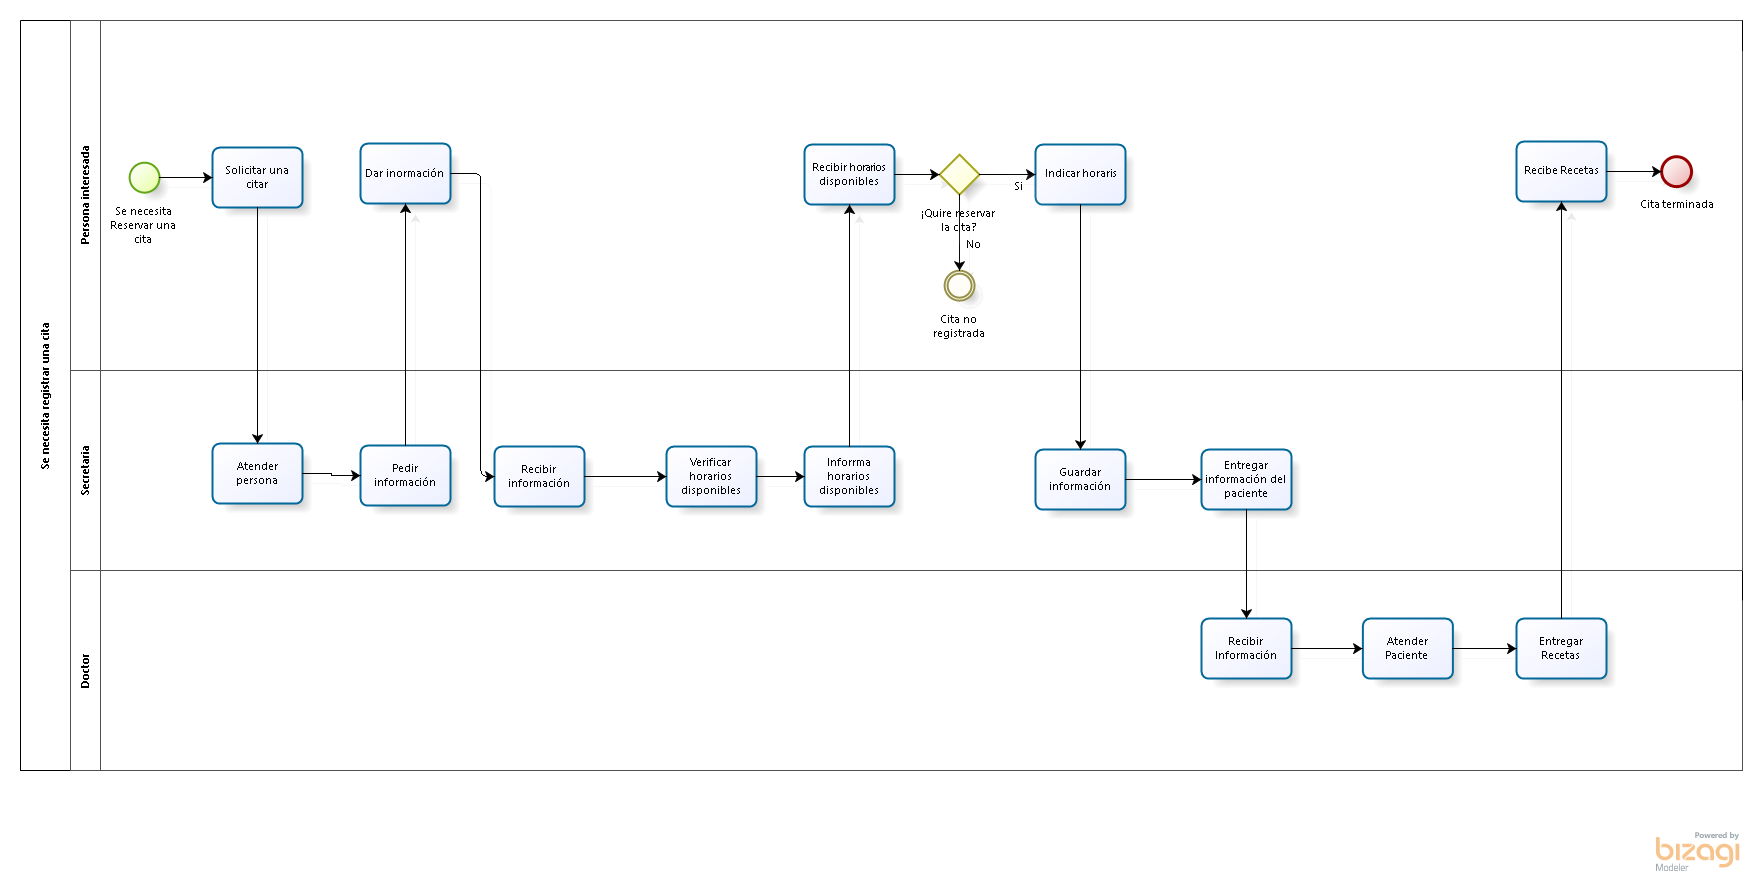 Se necesita registrar una cita
Persona interesada
Se necesita
Reservar una
cita
Solicitar una
citar
Dar inormación
Recibir horarios
disponibles
¡Quire reservar
la cita?
Si
No
Cita no
registrada
Indicar horaris
Recibe Recetas
Cita terminada
Secretaria
Atender
persona
Pedir
información
Recibir
información
Verificar
horarios
disponibles
Inforrma
horarios
disponibles
Guardar
información
Entregar
información del
paciente
Doctor
Recibir
Información
Atender
Paciente
Entregar
Recetas
Powered by
bizagi
Modeler